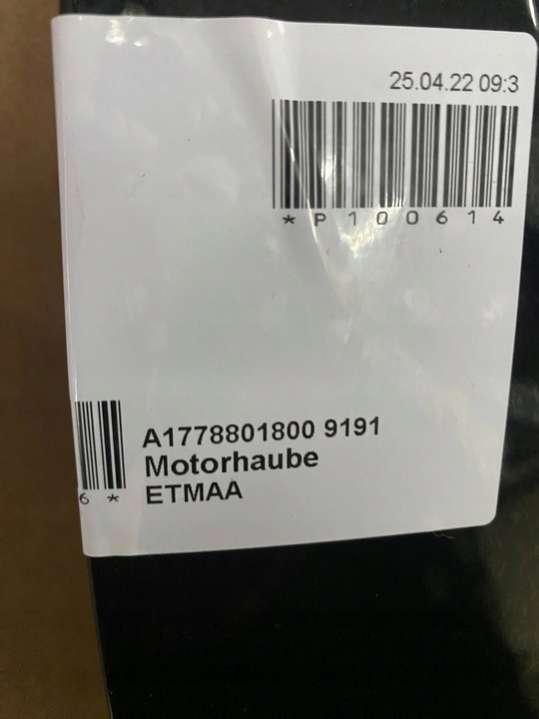 25.04.22 09:3
*P100614
6*
A1778801800 9191
Motorhaube
ETMAA